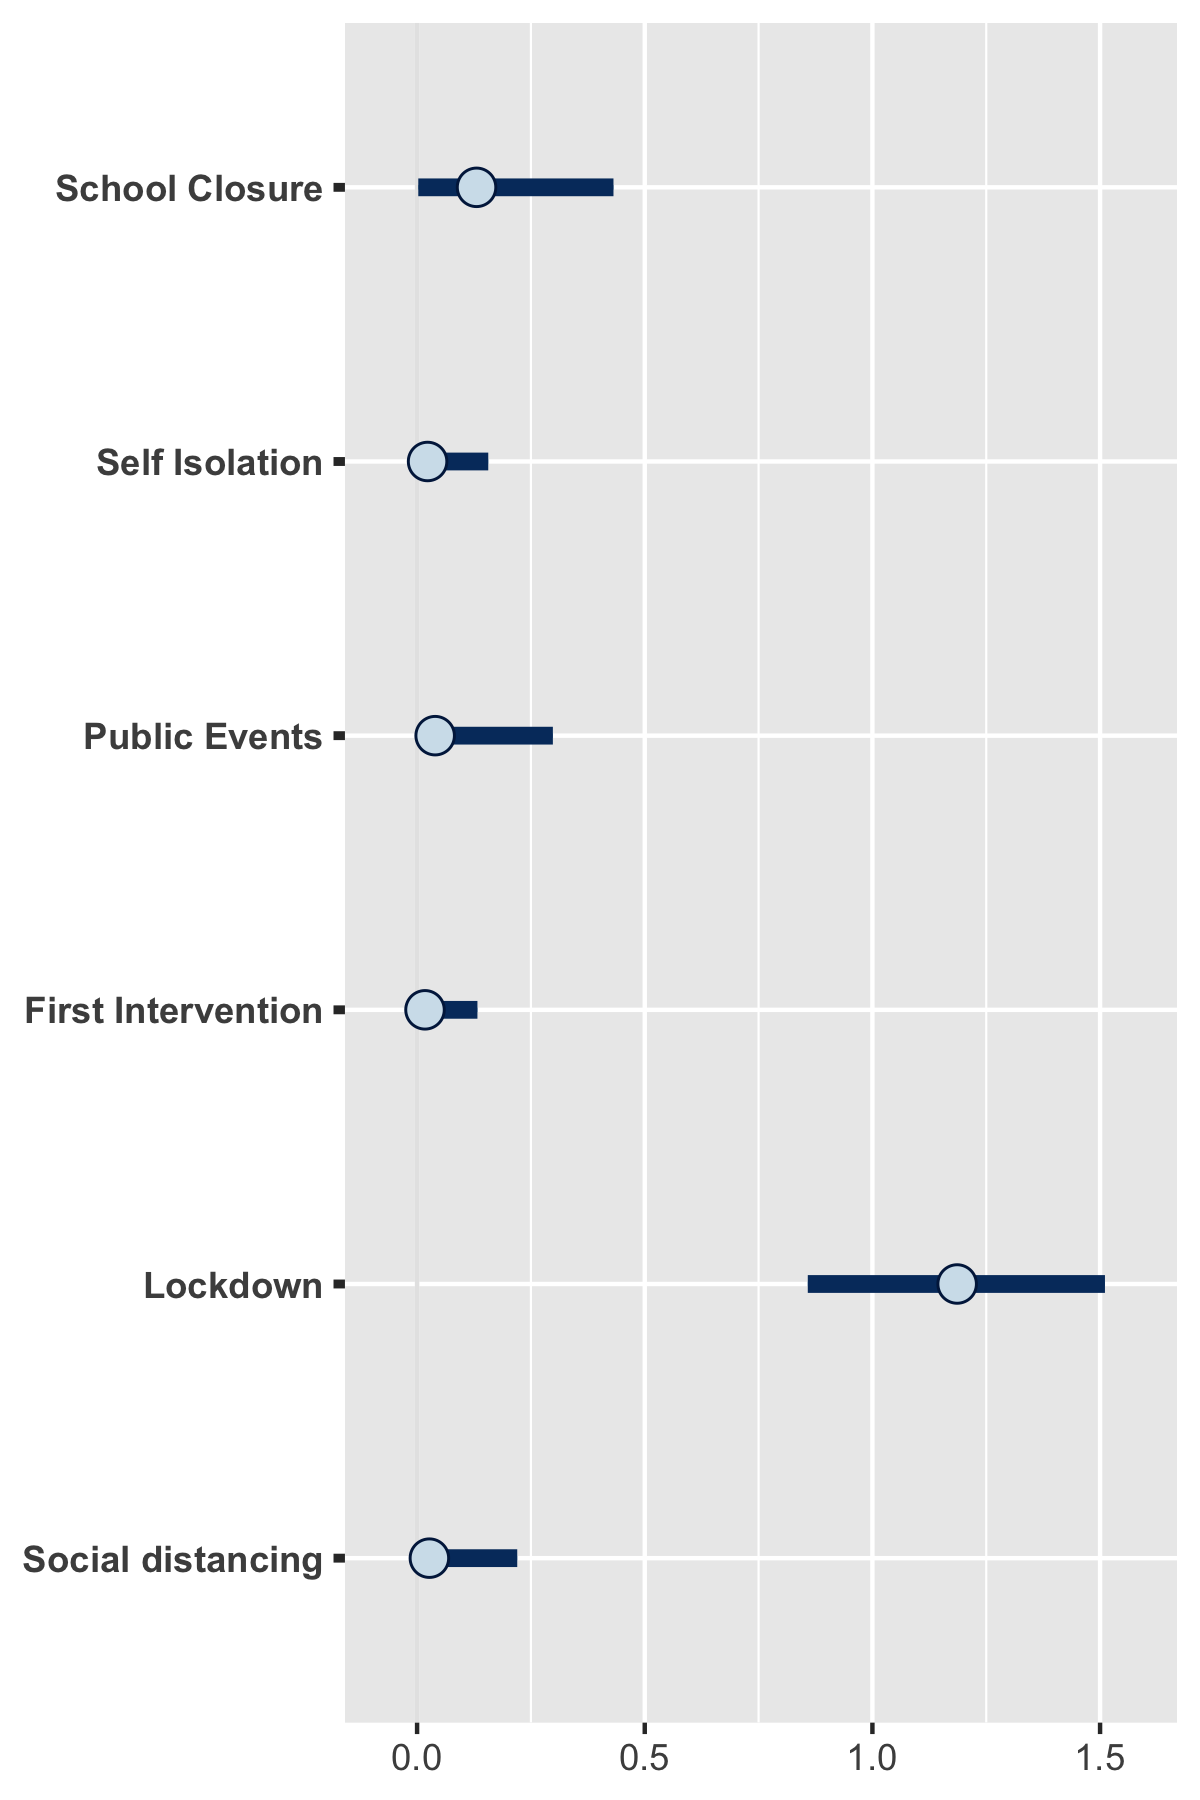 School Closure
Self Isolation
Public Events
First Intervention
Lockdown
Social distancing
0.0 0.5 1.0 1.5